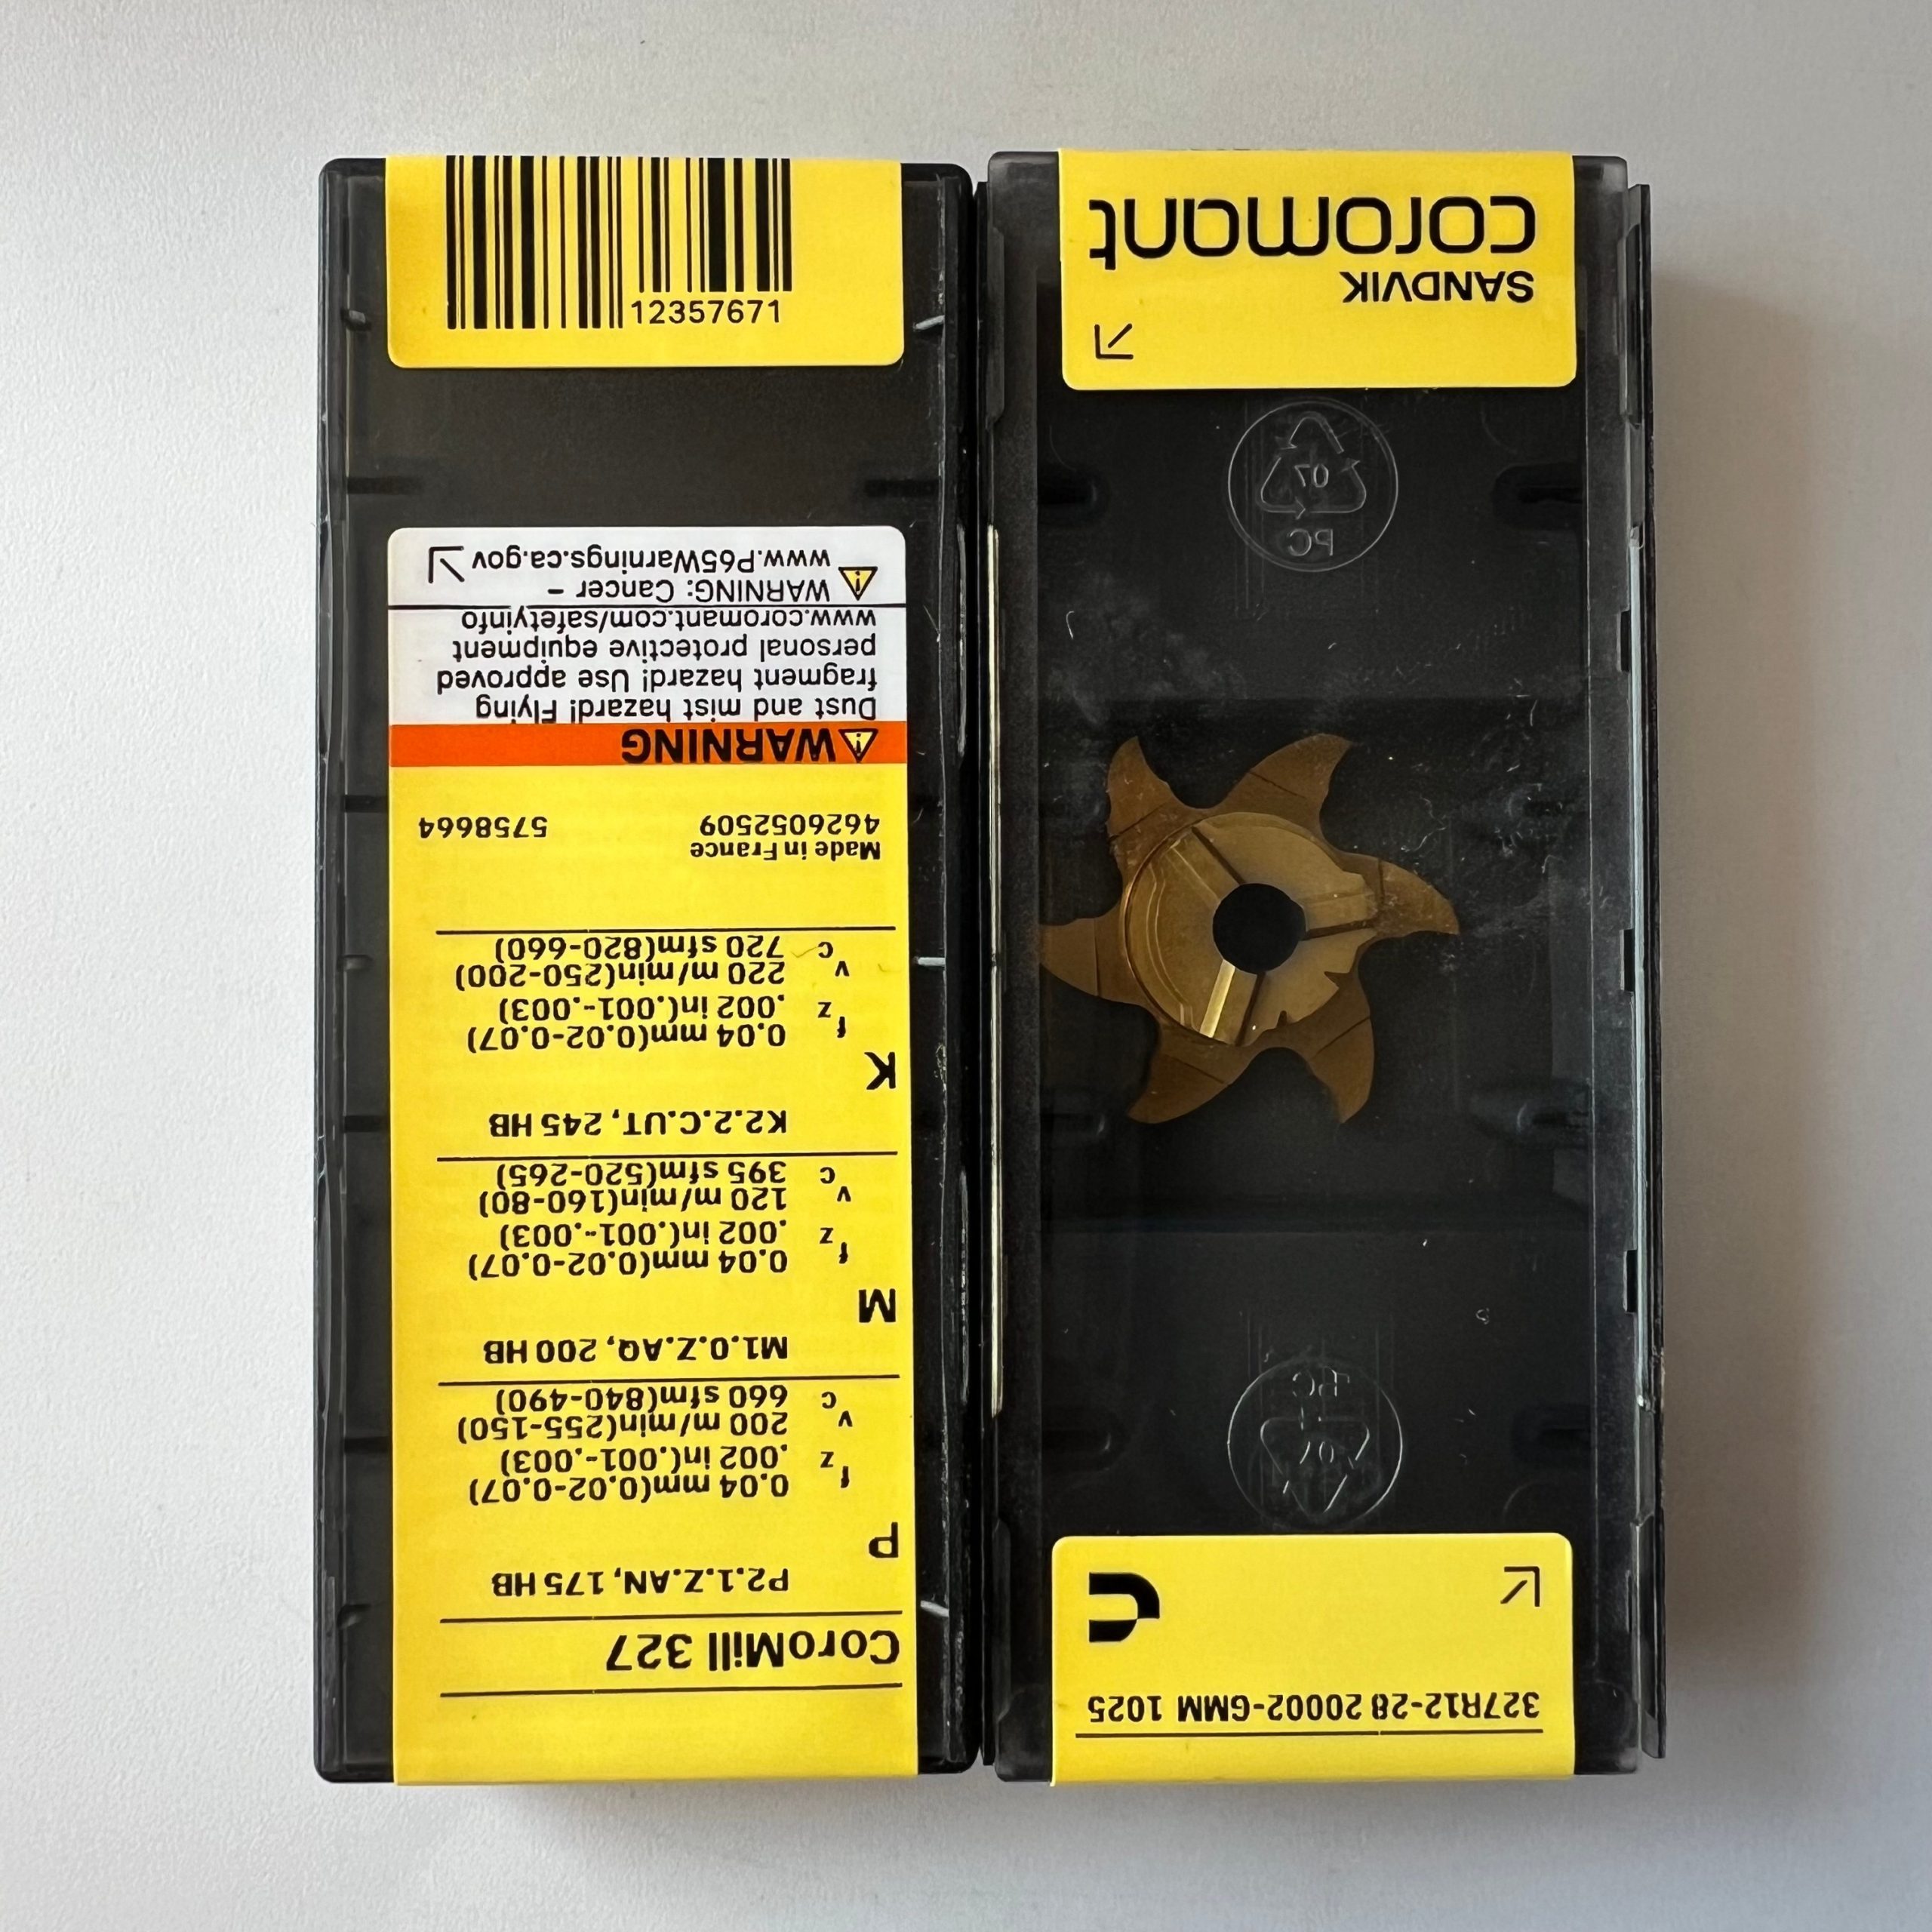 CoroMill 327
P2.1.Z.AN, 175 HB
P
fz 0.04 mm(0.02-0.07)
.002 in(.001-.003)
vc 200 m/min(255-150)
660 sfm(840-490)
M1.0.Z.AQ, 200 HB
M
fz 0.04 mm(0.02-0.07)
.002 in(.001-.003)
vc 120 m/min(160-80)
395 sfm(520-265)
K2.2.C.UT, 245 HB
K
fz 0.04 mm(0.02-0.07)
.002 in(.001-.003)
vc 220 m/min(250-200)
720 sfm(820-660)
Made in France
4626052509 5758664
WARNING
Dust and mist hazard! Flying
fragment hazard! Use approved
personal protective equipment
www.coromant.com/safetyinfo
WARNING: Cancer -
www.P65Warnings.ca.gov
12357671
327R12-28 20002-GMM 1025
PC
07
07
PC
SANDVIK
coromant